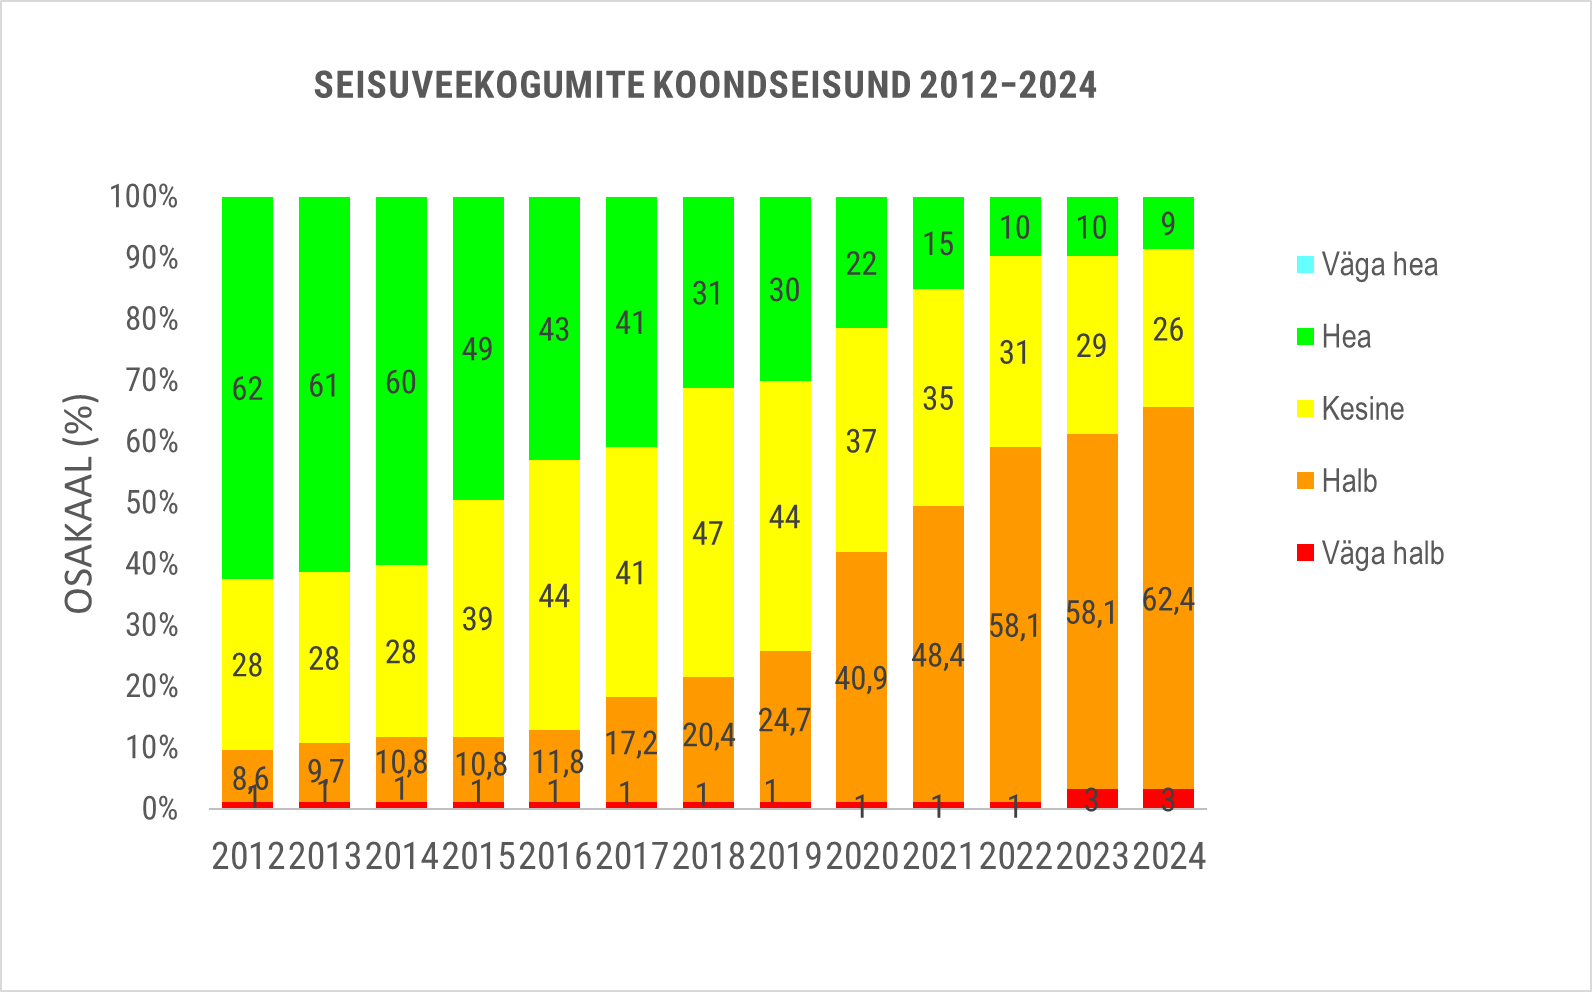 SEISUVEEKOGUMITE KOONDSEISUND 2012–2024
OSAKAAL (%)
100%
90%
80%
70%
60%
50%
40%
30%
20%
10%
0%
62 61 60 49 43 41 31 30 22 15 10 10 9
28 28 28 39 44 41 47 44 37 35 31 29 26
8,6 9,7 10,8 10,8 11,8 17,2 20,4 24,7 40,9 48,4 58,1 58,1 62,4
1 1 1 1 1 1 1 1 1 1 1 3 3
2012 2013 2014 2015 2016 2017 2018 2019 2020 2021 2022 2023 2024
Väga hea
Hea
Kesine
Halb
Väga halb